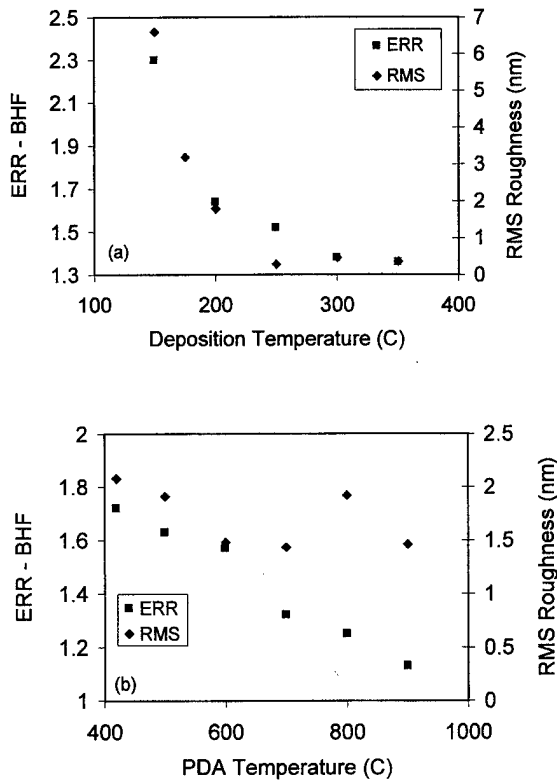 2.5
2.3
2.1
1.9
1.7
1.5
1.3
ERR - BHF
7
6
5
4
3
2
1
0
RMS Roughness (nm)
ERR
RMS
(a)
100
200
300
400
Deposition Temperature (C)
2
1.8
1.6
1.4
1.2
1
ERR - BHF
2.5
2
1.5
1
0.5
0
RMS Roughness (nm)
ERR
RMS
(b)
400
600
800
1000
PDA Temperature (C)